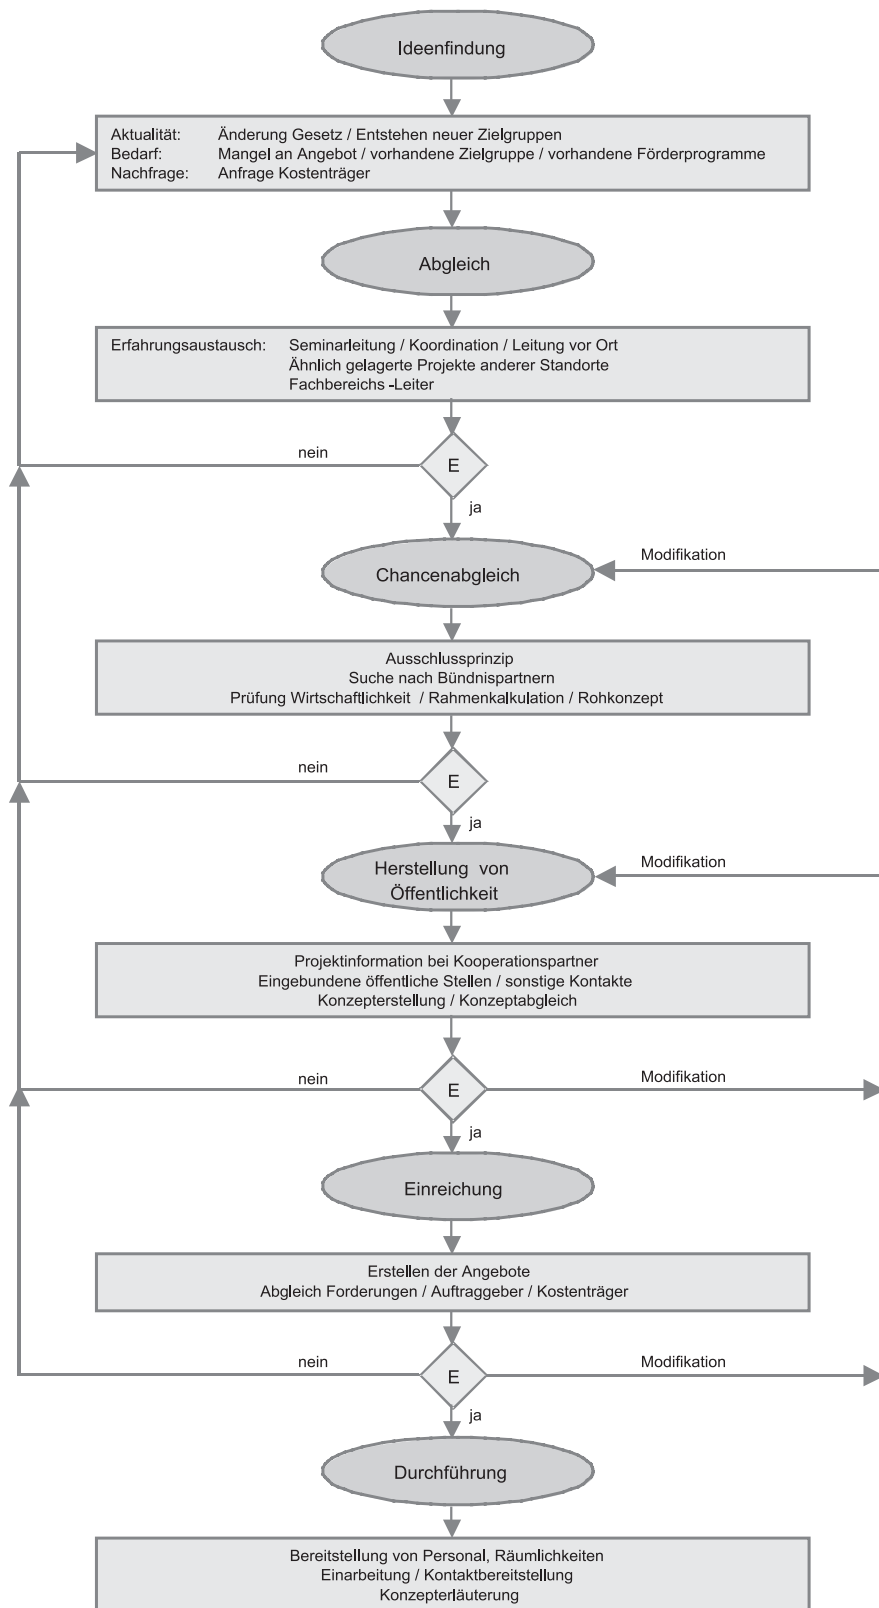 Ideenfindung
Aktualität: Änderung Gesetz / Entstehen neuer Zielgruppen
Bedarf: Mangel an Angebot / vorhandene Zielgruppe / vorhandene Förderprogramme
Nachfrage: Anfrage Kostenträger
Abgleich
Erfahrungsaustausch: Seminarleitung / Koordination / Leitung vor Ort
Ähnlich gelagerte Projekte anderer Standorte
Fachbereichs -Leiter
nein
E
ja
Modifikation
Chancenabgleich
Ausschlussprinzip
Suche nach Bündnispartnern
Prüfung Wirtschaftlichkeit / Rahmenkalkulation / Rohkonzept
nein
E
ja
Modifikation
Herstellung von
Öffentlichkeit
Projektinformation bei Kooperationspartner
Eingebundene öffentliche Stellen / sonstige Kontakte
Konzepterstellung / Konzeptabgleich
nein
E
Modifikation
ja
Einreichung
Erstellen der Angebote
Abgleich Forderungen / Auftraggeber / Kostenträger
nein
E
Modifikation
ja
Durchführung
Bereitstellung von Personal, Räumlichkeiten
Einarbeitung / Kontaktbereitstellung
Konzepterläuterung